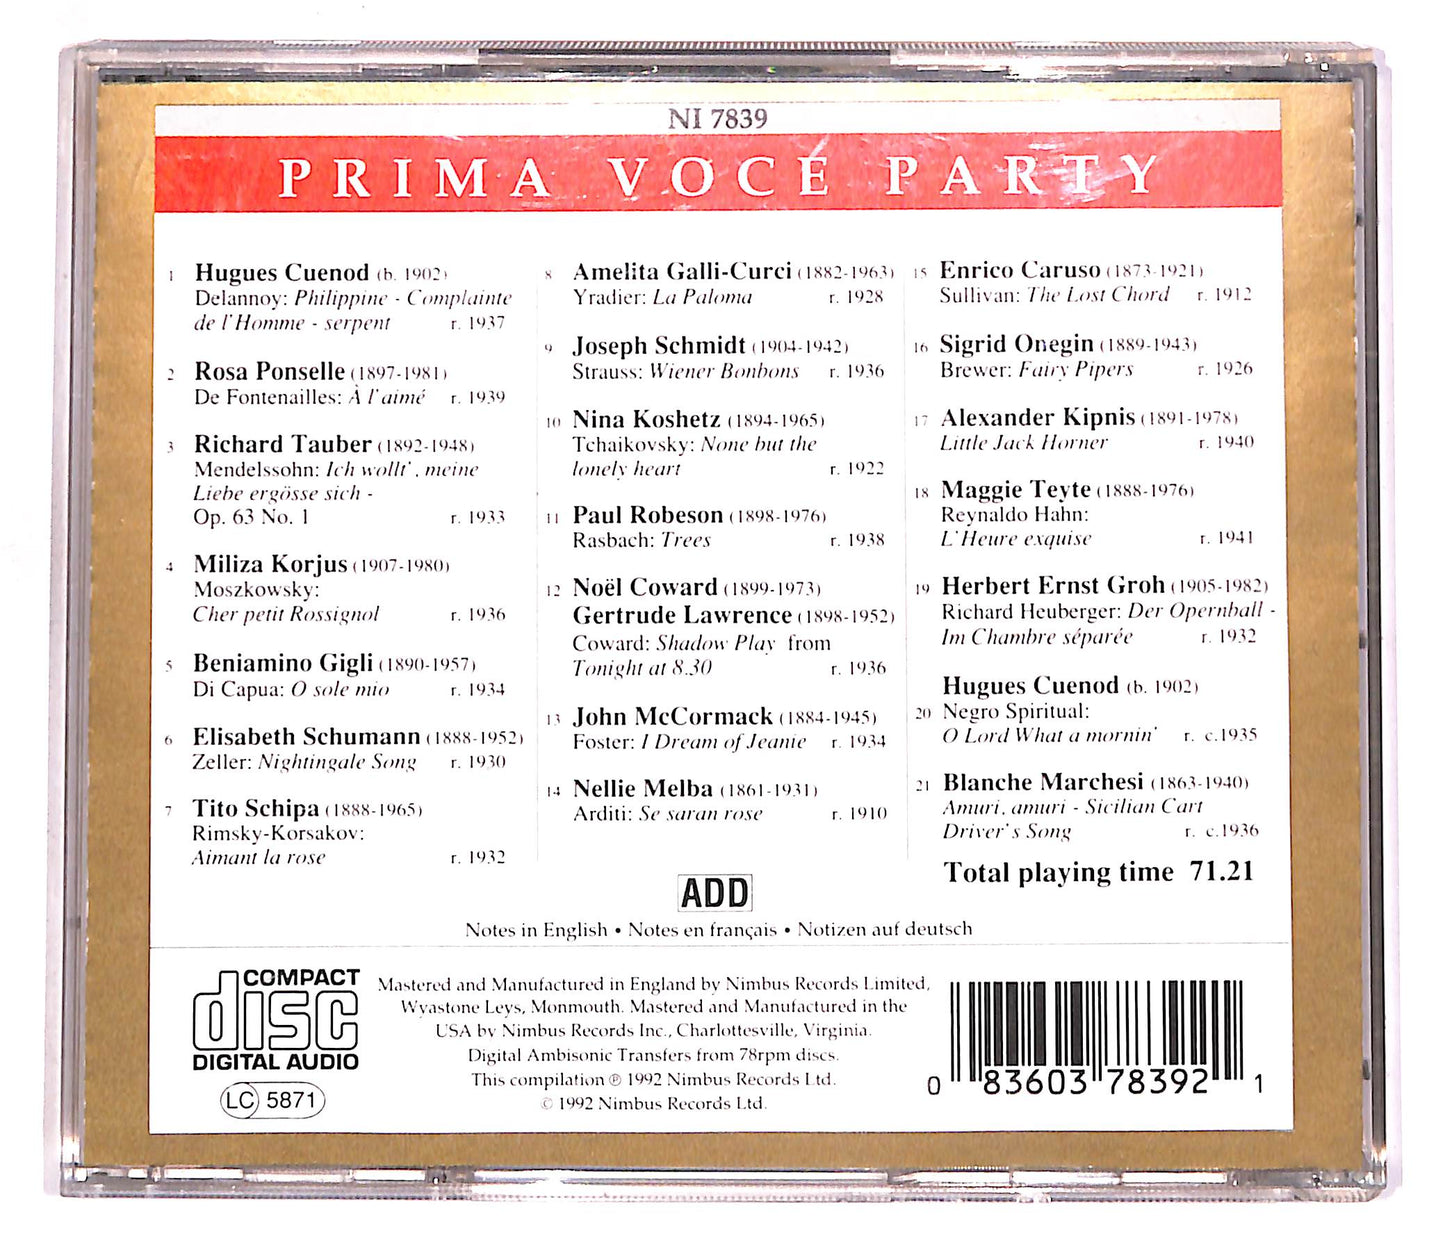 NI 7839
PRIMA VOCE PARTY
1 Hugues Cuenod (b. 1902)
Delannoy: Philippine - Complainte
de l'Homme - serpent r. 1937
2 Rosa Ponselle (1897-1981)
De Fontenailles: À l'aimé r. 1939
3 Richard Tauber (1892-1948)
Mendelssohn: Ich wollt', meine
Liebe ergösse sich -
Op. 63 No. 1 r. 1933
4 Miliza Korjus (1907-1980)
Moszkowsky:
Cher petit Rossignol r. 1936
5 Beniamino Gigli (1890-1957)
Di Capua: O sole mio r. 1934
6 Elisabeth Schumann (1888-1952)
Zeller: Nightingale Song r. 1930
7 Tito Schipa (1888-1965)
Rimsky-Korsakov:
Aimant la rose r. 1932
8 Amelita Galli-Curci (1882-1963)
Yradier: La Paloma r. 1928
9 Joseph Schmidt (1904-1942)
Strauss: Wiener Bonbons r. 1936
10 Nina Koshetz (1894-1965)
Tchaikovsky: None but the
lonely heart r. 1922
11 Paul Robeson (1898-1976)
Rasbach: Trees r. 1938
12 Noël Coward (1899-1973)
Gertrude Lawrence (1898-1952)
Coward: Shadow Play from
Tonight at 8.30 r. 1936
13 John McCormack (1884-1945)
Foster: I Dream of Jeanie r. 1934
14 Nellie Melba (1861-1931)
Arditi: Se saran rose r. 1910
15 Enrico Caruso (1873-1921)
Sullivan: The Lost Chord r. 1912
16 Sigrid Onegin (1889-1943)
Brewer: Fairy Pipers r. 1926
17 Alexander Kipnis (1891-1978)
Little Jack Horner r. 1940
18 Maggie Teyte (1888-1976)
Reynaldo Hahn:
L'Heure exquise r. 1941
19 Herbert Ernst Groh (1905-1982)
Richard Heuberger: Der Opernball -
Im Chambre séparée r. 1932
Hugues Cuenod (b. 1902)
20 Negro Spiritual:
O Lord What a mornin' r. c.1935
21 Blanche Marchesi (1863-1940)
Amuri, amuri - Sicilian Cart
Driver's Song r. c.1936
Total playing time 71.21
ADD
Notes in English • Notes en français • Notizen auf deutsch
COMPACT
disc
DIGITAL AUDIO
LC 5871
Mastered and Manufactured in England by Nimbus Records Limited,
Wyastone Leys, Monmouth. Mastered and Manufactured in the
USA by Nimbus Records Inc., Charlottesville, Virginia.
Digital Ambisonic Transfers from 78rpm discs.
This compilation ℗ 1992 Nimbus Records Ltd.
© 1992 Nimbus Records Ltd.
0 83603 78392 1